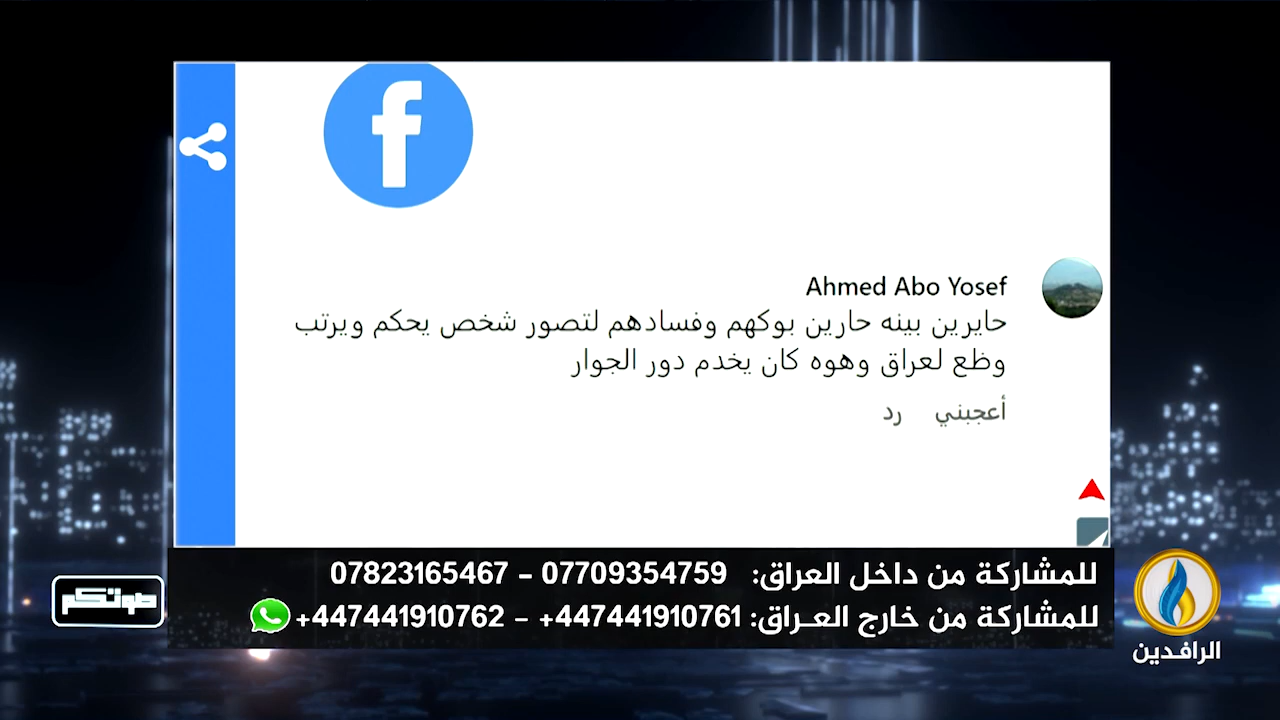 f
Ahmed Abo Yosef
حايرين بينه حارين بوكهم وفسادهم لتصور شخص يحكم ويرتب
وظع لعراق وهوه كان يخدم دور الجوار
أعجبني رد
للمشاركة من داخل العراق: 07709354759 - 07823165467
للمشاركة من خارج العراق: 447441910761+ - 447441910762+
صوتكم
الرافدين